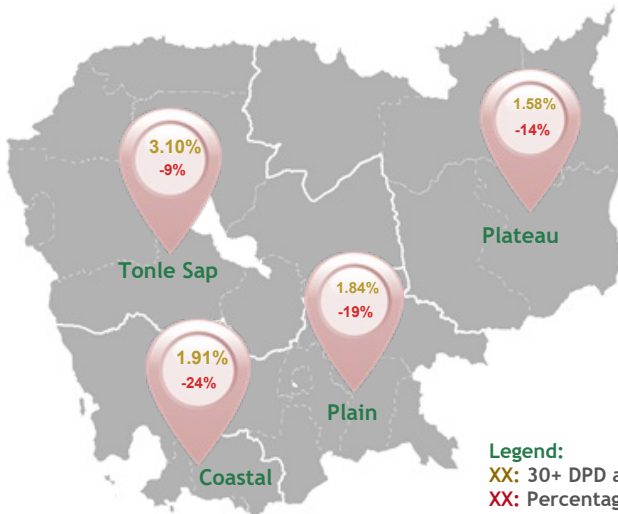 1.58%
-14%
Plateau
3.10%
-9%
Tonle Sap
1.84%
-19%
Plain
1.91%
-24%
Coastal
Legend:
XX: 30+ DPD a
XX: Percentag